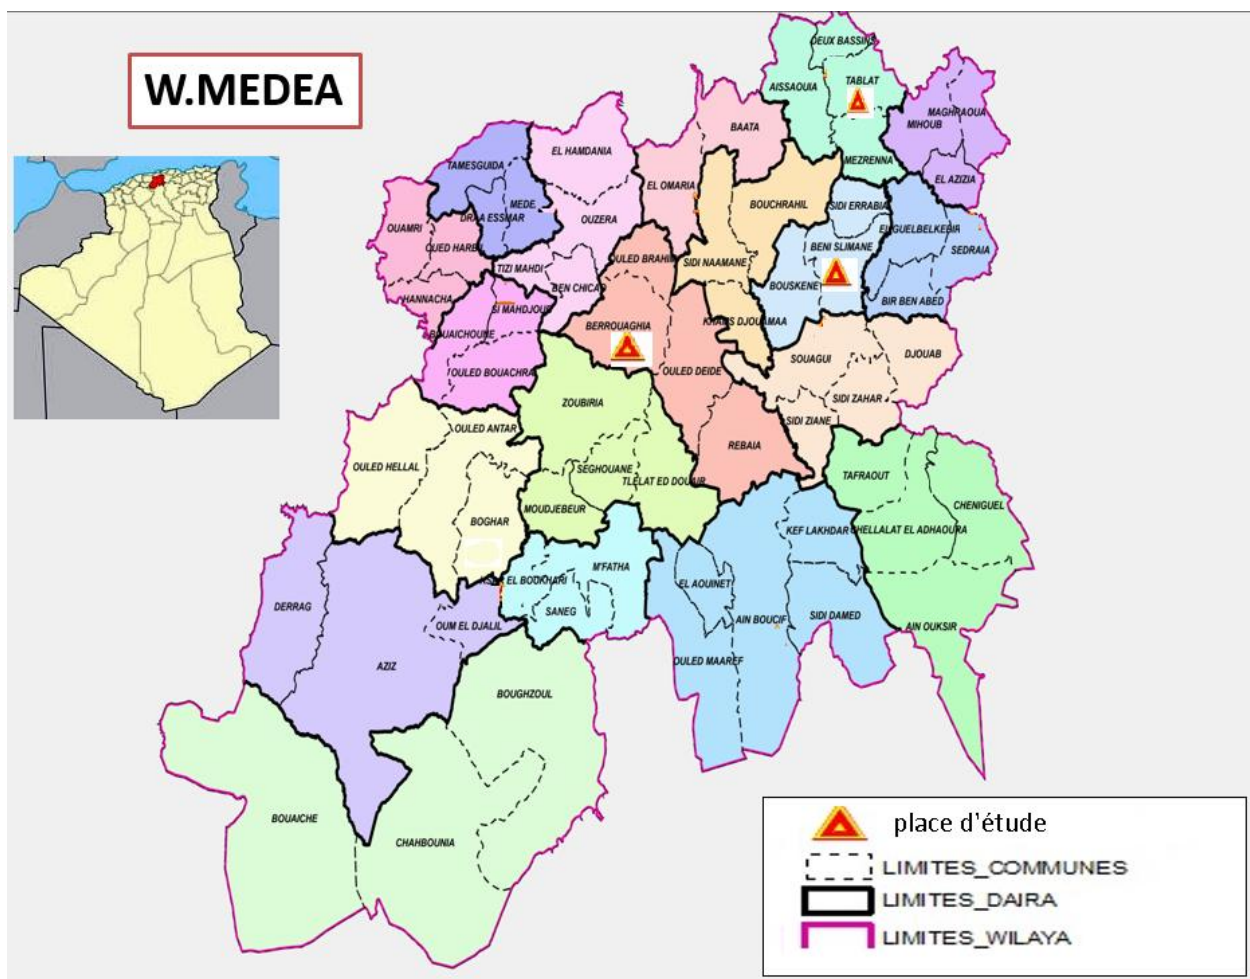 W.MEDEA
DEUX BASSINS
TABLAT
AISSAOUIA
MAGHRAOUA
MIHOUB
BAATA
EL HAMDANIA
MEZRENNA
TAMESGUIDA
EL AZIZIA
EL OMARIA
MEDE
BOUCHRAHIL
SIDI ERRABIA
OUZERA
DRAA ESSMAR
OUAMRI
EL GUELBELKEBIR
BENI SLIMANE
SEDRAIA
OUED HARBIL
OULED BRAHIM
SIDI NAAMANE
TIZI MAHDI
BOUSKENE
BEN CHICAO
HANNACHA
BIR BEN ABED
SI MAHDJOUB
KHAMS DJOUAMAA
BERROUAGHIA
BOUAICHOUNE
SOUAGUI
DJOUAB
OULED BOUACHRA
OULED DEIDE
SIDI ZAHAR
ZOUBIRIA
SIDI ZIANE
OULED ANTAR
REBAIA
OULED HELLAL
SEGHOUANE
TAFRAOUT
TLELAT ED DOUAIR
CHENIGUEL
MOUDJEBEUR
BOGHAR
KEF LAKHDAR
CHELLALAT EL ADHAOURA
M'FATHA
EL BOUKHARI
EL AOUINET
DERRAG
SANEG
SIDI DAMED
AIN BOUCIF
OUM EL DJALIL
AIN OUKSIR
OULED MAAREF
AZIZ
BOUGHZOUL
BOUAICHE
CHAHBOUNIA
place d'étude
LIMITES_COMMUNES
LIMITES_DAIRA
LIMITES_WILAYA